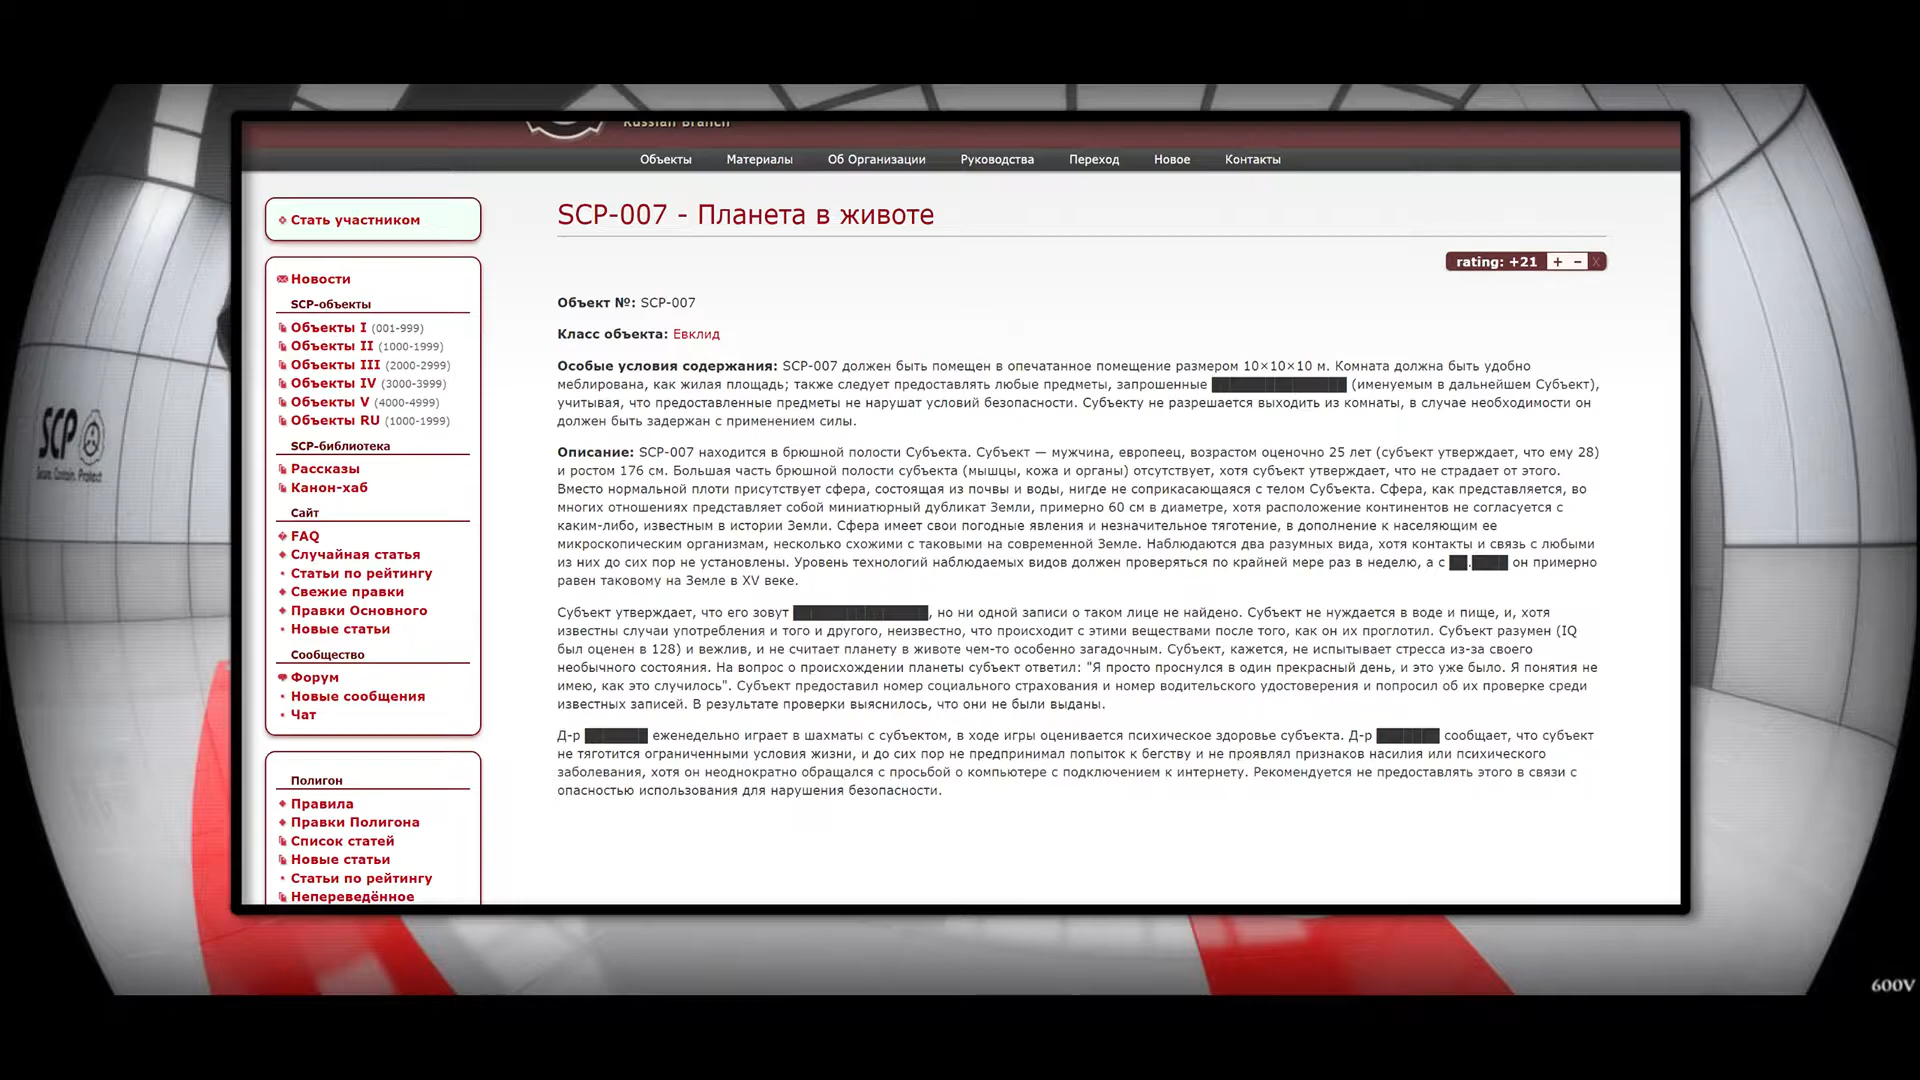 Russian Branch
Объекты Материалы Об Организации Руководства Переход Новое Контакты
Стать участником
Новости
SCP-объекты
Объекты I (001-999)
Объекты II (1000-1999)
Объекты III (2000-2999)
Объекты IV (3000-3999)
Объекты V (4000-4999)
Объекты RU (1000-1999)
SCP-библиотека
Рассказы
Канон-хаб
Сайт
FAQ
Случайная статья
Статьи по рейтингу
Свежие правки
Правки Основного
Новые статьи
Сообщество
Форум
Новые сообщения
Чат
Полигон
Правила
Правки Полигона
Список статей
Новые статьи
Статьи по рейтингу
Непереведённое
SCP-007 - Планета в животе
rating: +21 + – X
Объект №: SCP-007
Класс объекта: Евклид
Особые условия содержания: SCP-007 должен быть помещен в опечатанное помещение размером 10×10×10 м. Комната должна быть удобно
меблирована, как жилая площадь; также следует предоставлять любые предметы, запрошенные (именуемым в дальнейшем Субъект),
учитывая, что предоставленные предметы не нарушат условий безопасности. Субъекту не разрешается выходить из комнаты, в случае необходимости он
должен быть задержан с применением силы.
Описание: SCP-007 находится в брюшной полости Субъекта. Субъект — мужчина, европеец, возрастом оценочно 25 лет (субъект утверждает, что ему 28)
и ростом 176 см. Большая часть брюшной полости субъекта (мышцы, кожа и органы) отсутствует, хотя субъект утверждает, что не страдает от этого.
Вместо нормальной плоти присутствует сфера, состоящая из почвы и воды, нигде не соприкасающаяся с телом Субъекта. Сфера, как представляется, во
многих отношениях представляет собой миниатюрный дубликат Земли, примерно 60 см в диаметре, хотя расположение континентов не согласуется с
каким-либо, известным в истории Земли. Сфера имеет свои погодные явления и незначительное тяготение, в дополнение к населяющим ее
микроскопическим организмам, несколько схожими с таковыми на современной Земле. Наблюдаются два разумных вида, хотя контакты и связь с любыми
из них до сих пор не установлены. Уровень технологий наблюдаемых видов должен проверяться по крайней мере раз в неделю, а с . он примерно
равен таковому на Земле в XV веке.
Субъект утверждает, что его зовут , но ни одной записи о таком лице не найдено. Субъект не нуждается в воде и пище, и, хотя
известны случаи употребления и того и другого, неизвестно, что происходит с этими веществами после того, как он их проглотил. Субъект разумен (IQ
был оценен в 128) и вежлив, и не считает планету в животе чем-то особенно загадочным. Субъект, кажется, не испытывает стресса из-за своего
необычного состояния. На вопрос о происхождении планеты субъект ответил: "Я просто проснулся в один прекрасный день, и это уже было. Я понятия не
имею, как это случилось". Субъект предоставил номер социального страхования и номер водительского удостоверения и попросил об их проверке среди
известных записей. В результате проверки выяснилось, что они не были выданы.
Д-р еженедельно играет в шахматы с субъектом, в ходе игры оценивается психическое здоровье субъекта. Д-р сообщает, что субъект
не тяготится ограниченными условия жизни, и до сих пор не предпринимал попыток к бегству и не проявлял признаков насилия или психического
заболевания, хотя он неоднократно обращался с просьбой о компьютере с подключением к интернету. Рекомендуется не предоставлять этого в связи с
опасностью использования для нарушения безопасности.
SCP
Secure. Contain. Protect
600V